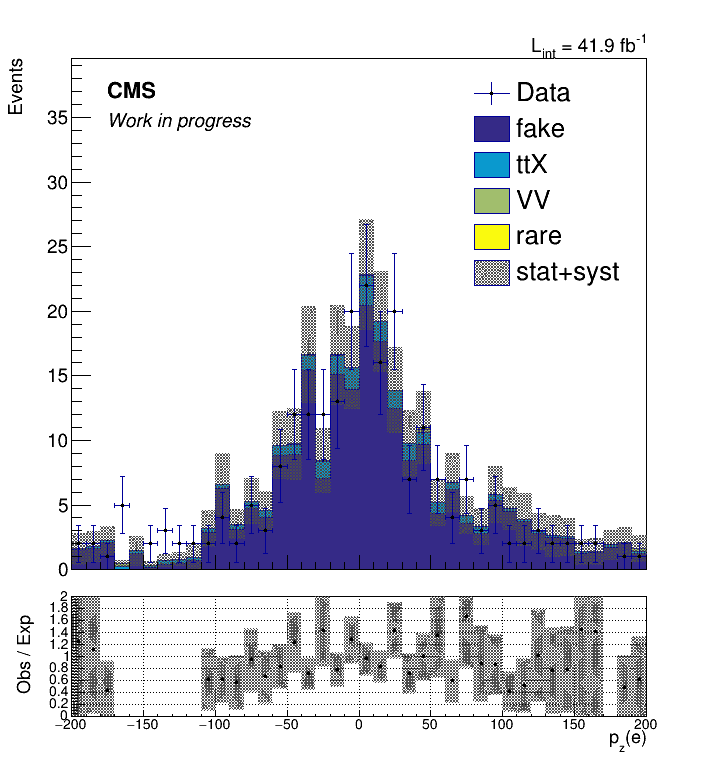 L_int = 41.9 fb^-1
Events
CMS
Work in progress
Data
fake
ttX
VV
rare
stat+syst
35
30
25
20
15
10
5
0
Obs / Exp
2
1.8
1.6
1.4
1.2
1
0.8
0.6
0.4
0.2
0
−200 −150 −100 −50 0 50 100 150 200
p_z(e)